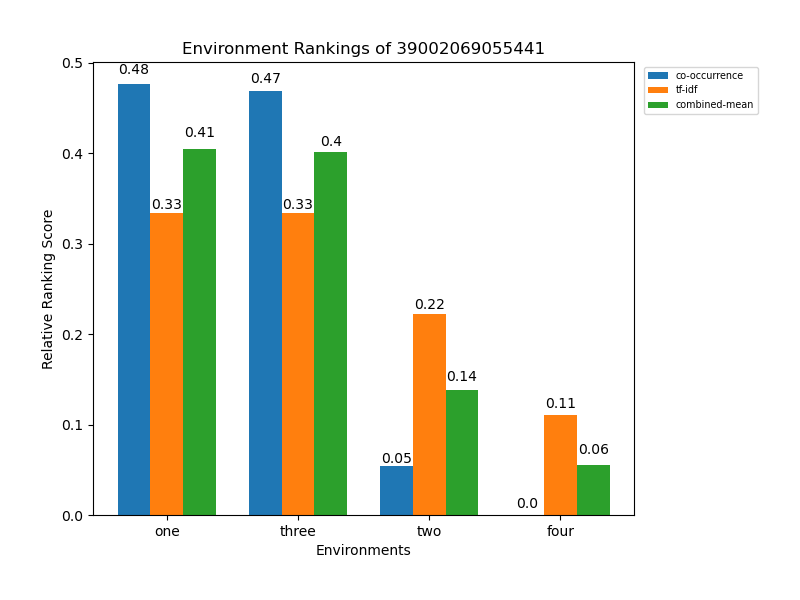 Environment Rankings of 39002069055441
co-occurrence
tf-idf
combined-mean
Relative Ranking Score
0.5
0.4
0.3
0.2
0.1
0.0
0.48
0.33
0.41
0.47
0.33
0.4
0.05
0.22
0.14
0.0
0.11
0.06
one three two four
Environments